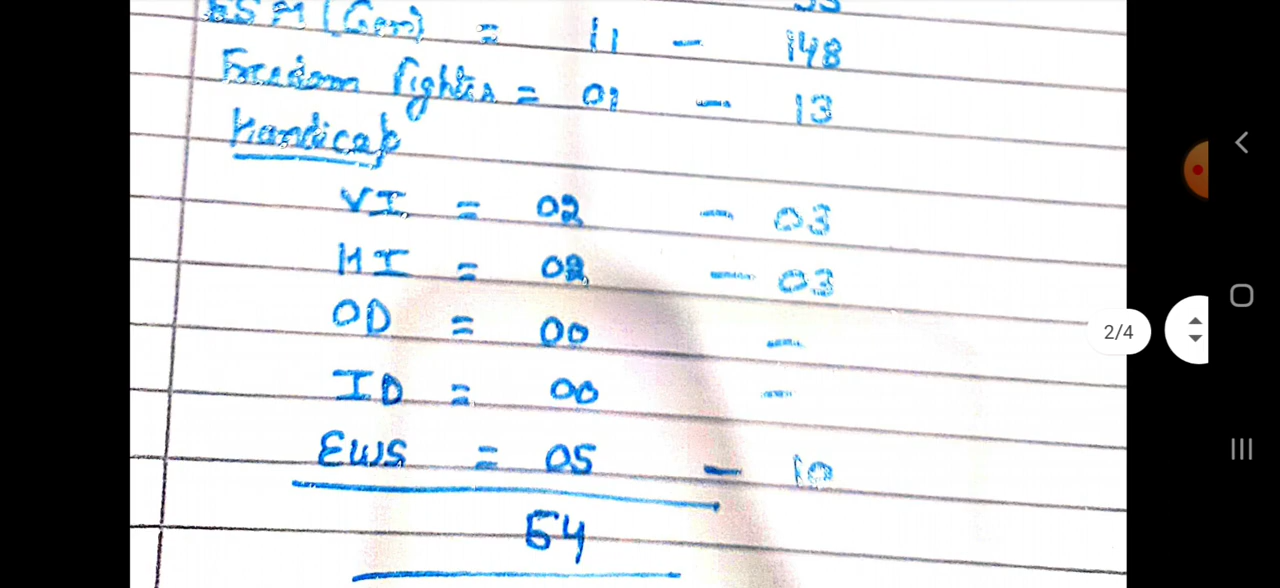 ESM (Gen) = 11 - 148
Freedom fighter = 01 - 13
Handicap
VI = 02 - 03
HI = 02 - 03
OD = 00 -
ID = 00 -
EWS = 05 - 10
54
2/4